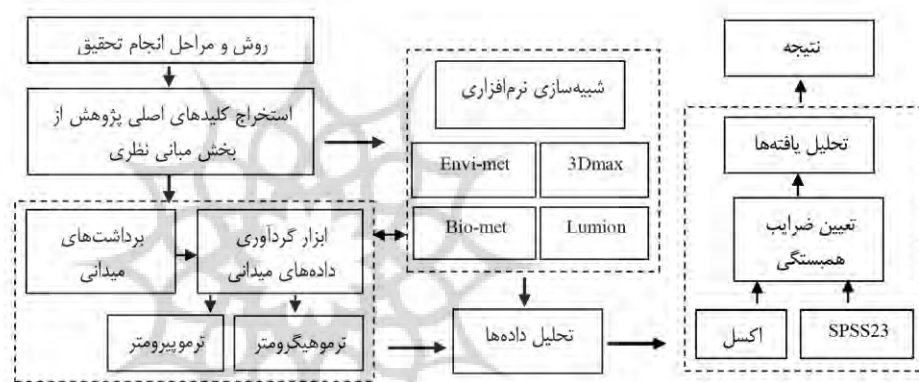 روش و مراحل انجام تحقیق
استخراج کلیدهای اصلی پژوهش از
بخش مبانی نظری
برداشت‌های
میدانی
ابزار گردآوری
داده‌های میدانی
ترموپیرومتر
ترموهیگرومتر
شبیه‌سازی نرم‌افزاری
Envi-met
3Dmax
Bio-met
Lumion
تحلیل داده‌ها
نتیجه
تحلیل یافته‌ها
تعیین ضرایب
همبستگی
اکسل
SPSS23